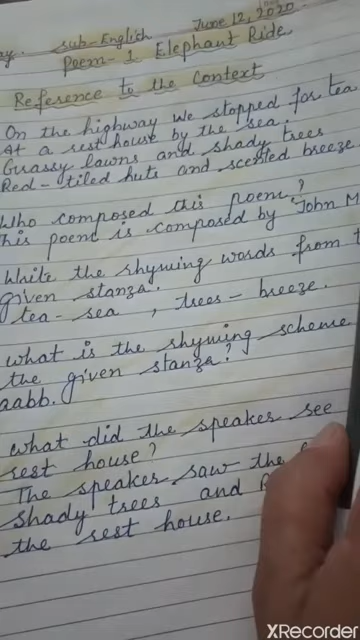 ay. sub-English June 12, 2020
Poem-1 Elephant Ride
Reference to the Context
On the highway we stopped for tea
At a rest house by the sea.
Grassy lawns and shady trees
Red-tiled huts and scented breeze.
Who composed this poem?
his poem is composed by John M
Write the rhyming words from t
given stanza.
tea-sea, trees-breeze.
what is the rhyming scheme
the given stanza?
aabb.
what did the speaker see
rest house?
The speaker saw the
shady trees and
the rest house.
XRecorder